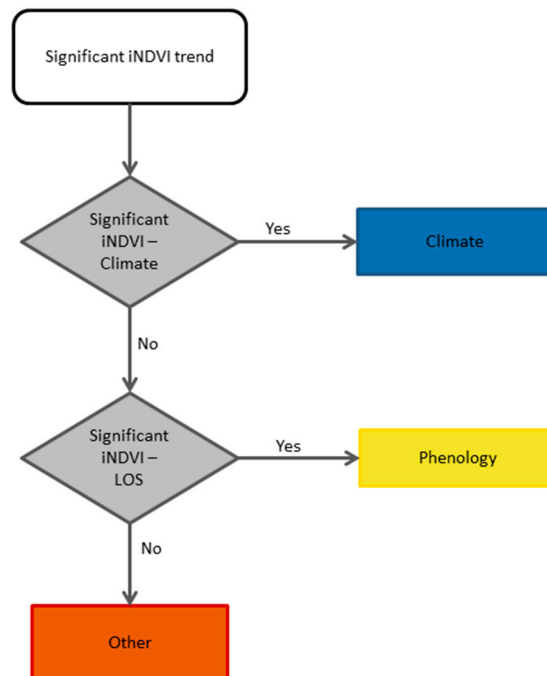 Significant iNDVI trend
Significant
iNDVI –
Climate
Yes
Climate
No
Significant
iNDVI –
LOS
Yes
Phenology
No
Other